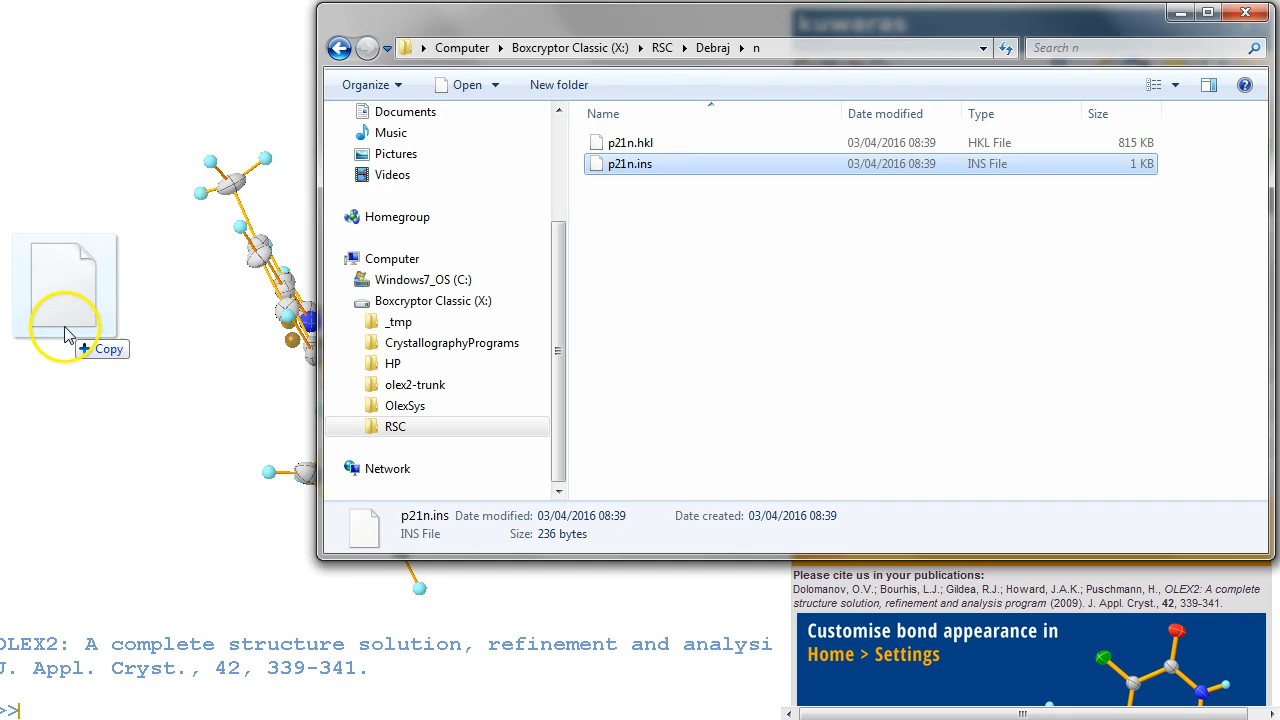 kuwaras
Computer Boxcryptor Classic (X:) RSC Debraj n
Search n
Organize Open New folder
Name Date modified Type Size
p21n.hkl 03/04/2016 08:39 HKL File 815 KB
p21n.ins 03/04/2016 08:39 INS File 1 KB
Documents
Music
Pictures
Videos
Homegroup
Computer
Windows7_OS (C:)
Boxcryptor Classic (X:)
_tmp
CrystallographyPrograms
HP
olex2-trunk
OlexSys
RSC
Network
+ Copy
p21n.ins Date modified: 03/04/2016 08:39 Date created: 03/04/2016 08:39
INS File Size: 236 bytes
Please cite us in your publications:
Dolomanov, O.V.; Bourhis, L.J.; Gildea, R.J.; Howard, J.A.K.; Puschmann, H., OLEX2: A complete
structure solution, refinement and analysis program (2009). J. Appl. Cryst., 42, 339-341.
Customise bond appearance in
Home > Settings
OLEX2: A complete structure solution, refinement and analysi
J. Appl. Cryst., 42, 339-341.
>>